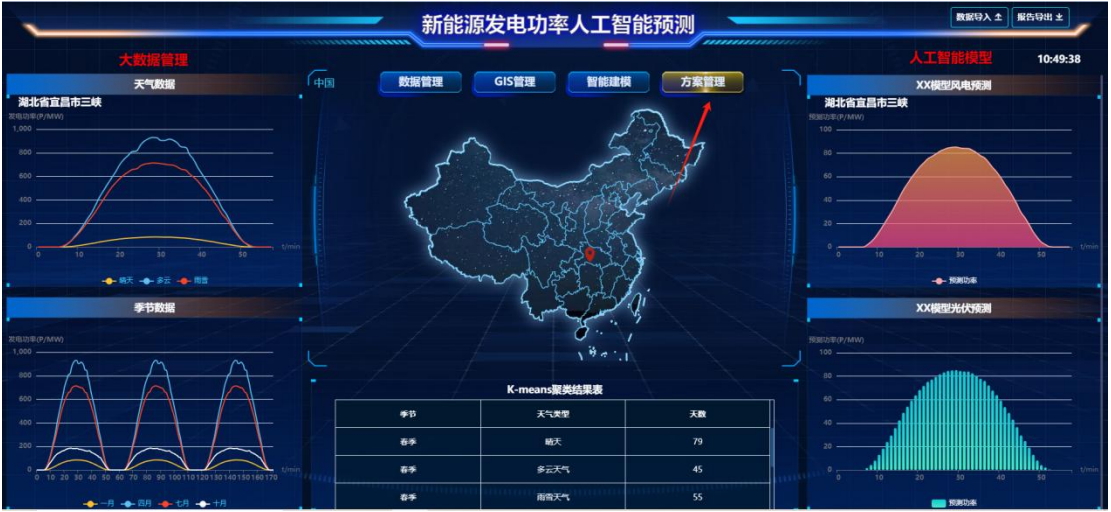 新能源发电功率人工智能预测
数据导入
报告导出
大数据管理
人工智能模型
10:49:38
中国
数据管理
GIS管理
智能建模
方案管理
天气数据
湖北省宜昌市三峡
发电功率(P/MW)
1,000
800
600
400
200
0
0 10 20 30 40 50 t/min
晴天 多云 雨雪
季节数据
发电功率(P/MW)
1,000
800
600
400
200
0
0 10 20 30 40 50 60 70 80 90 100 110 120 130 140 150 160 170 t/min
一月 四月 七月 十月
K-means聚类结果表
季节 天气类型 天数
春季 晴天 79
春季 多云天气 45
春季 雨雪天气 55
XX模型风电预测
湖北省宜昌市三峡
预测功率(P/MW)
100
80
60
40
20
0
0 10 20 30 40 50 t/min
预测功率
XX模型光伏预测
预测功率(P/MW)
100
80
60
40
20
0
0 10 20 30 40 50 t/min
预测功率